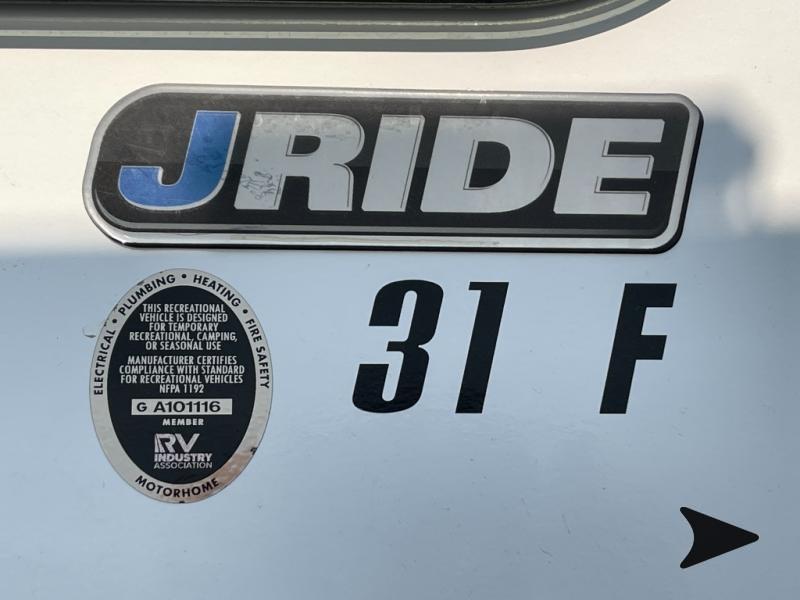 JRIDE
31 F
ELECTRICAL • PLUMBING • HEATING • FIRE SAFETY
THIS RECREATIONAL
VEHICLE IS DESIGNED
FOR TEMPORARY
RECREATIONAL, CAMPING,
OR SEASONAL USE
MANUFACTURER CERTIFIES
COMPLIANCE WITH STANDARD
FOR RECREATIONAL VEHICLES
NFPA 1192
G A101116
MEMBER
RV
INDUSTRY
ASSOCIATION
MOTORHOME